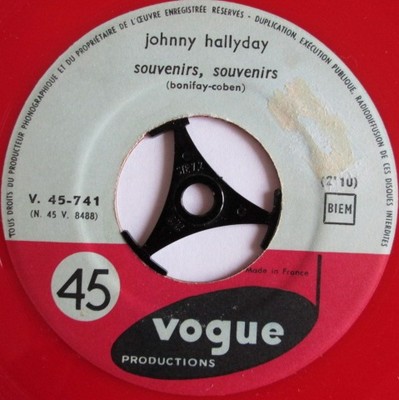 TOUS DROITS DU PRODUCTEUR PHONOGRAPHIQUE ET DU PROPRIÉTAIRE DE L'ŒUVRE ENREGISTRÉE RÉSERVÉS - DUPLICATION, EXÉCUTION PUBLIQUE, RADIODIFFUSION DE CES DISQUES INTERDITES
johnny hallyday
souvenirs, souvenirs
(bonifay-coben)
V. 45-741
(N. 45 V. 8488)
(2'10)
BIEM
Made in France
45
vogue
PRODUCTIONS